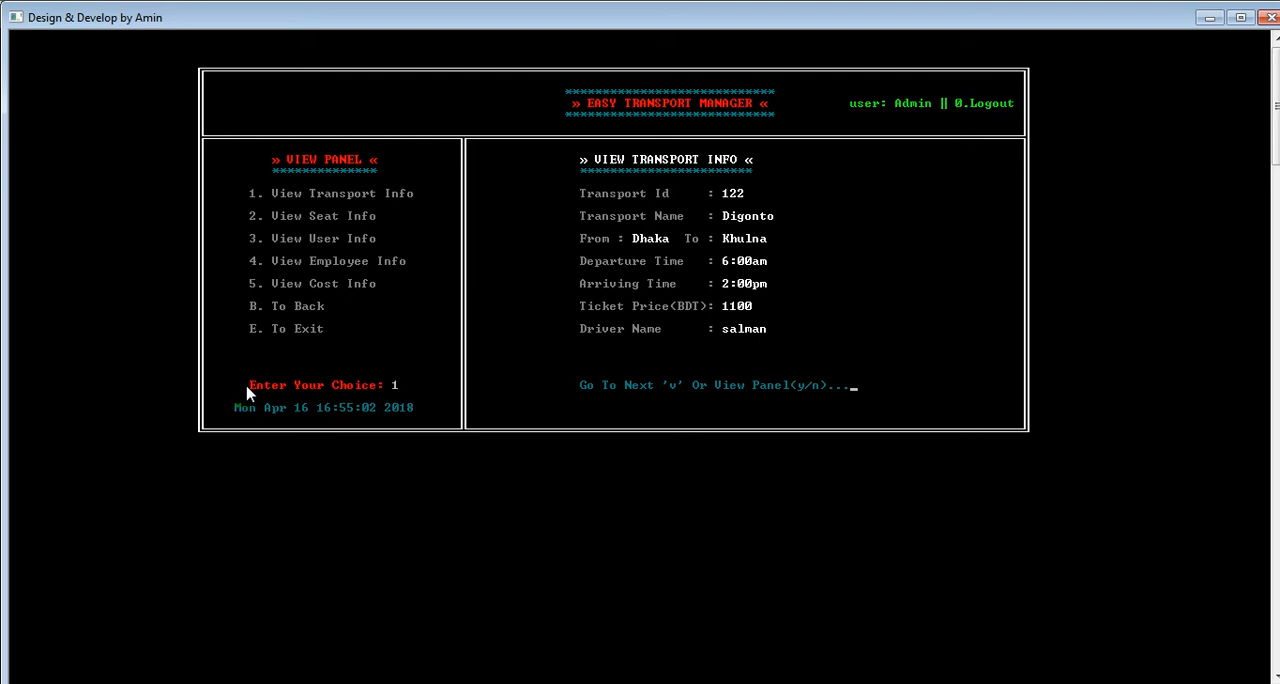 Design & Develop by Amin
***************************
» EASY TRANSPORT MANAGER «
***************************
user: Admin || 0.Logout
» VIEW PANEL «
**************
1. View Transport Info
2. View Seat Info
3. View User Info
4. View Employee Info
5. View Cost Info
B. To Back
E. To Exit
Enter Your Choice: 1
Mon Apr 16 16:55:02 2018
» VIEW TRANSPORT INFO «
***********************
Transport Id : 122
Transport Name : Digonto
From : Dhaka To : Khulna
Departure Time : 6:00am
Arriving Time : 2:00pm
Ticket Price(BDT): 1100
Driver Name : salman
Go To Next 'v' Or View Panel(y/n)..._